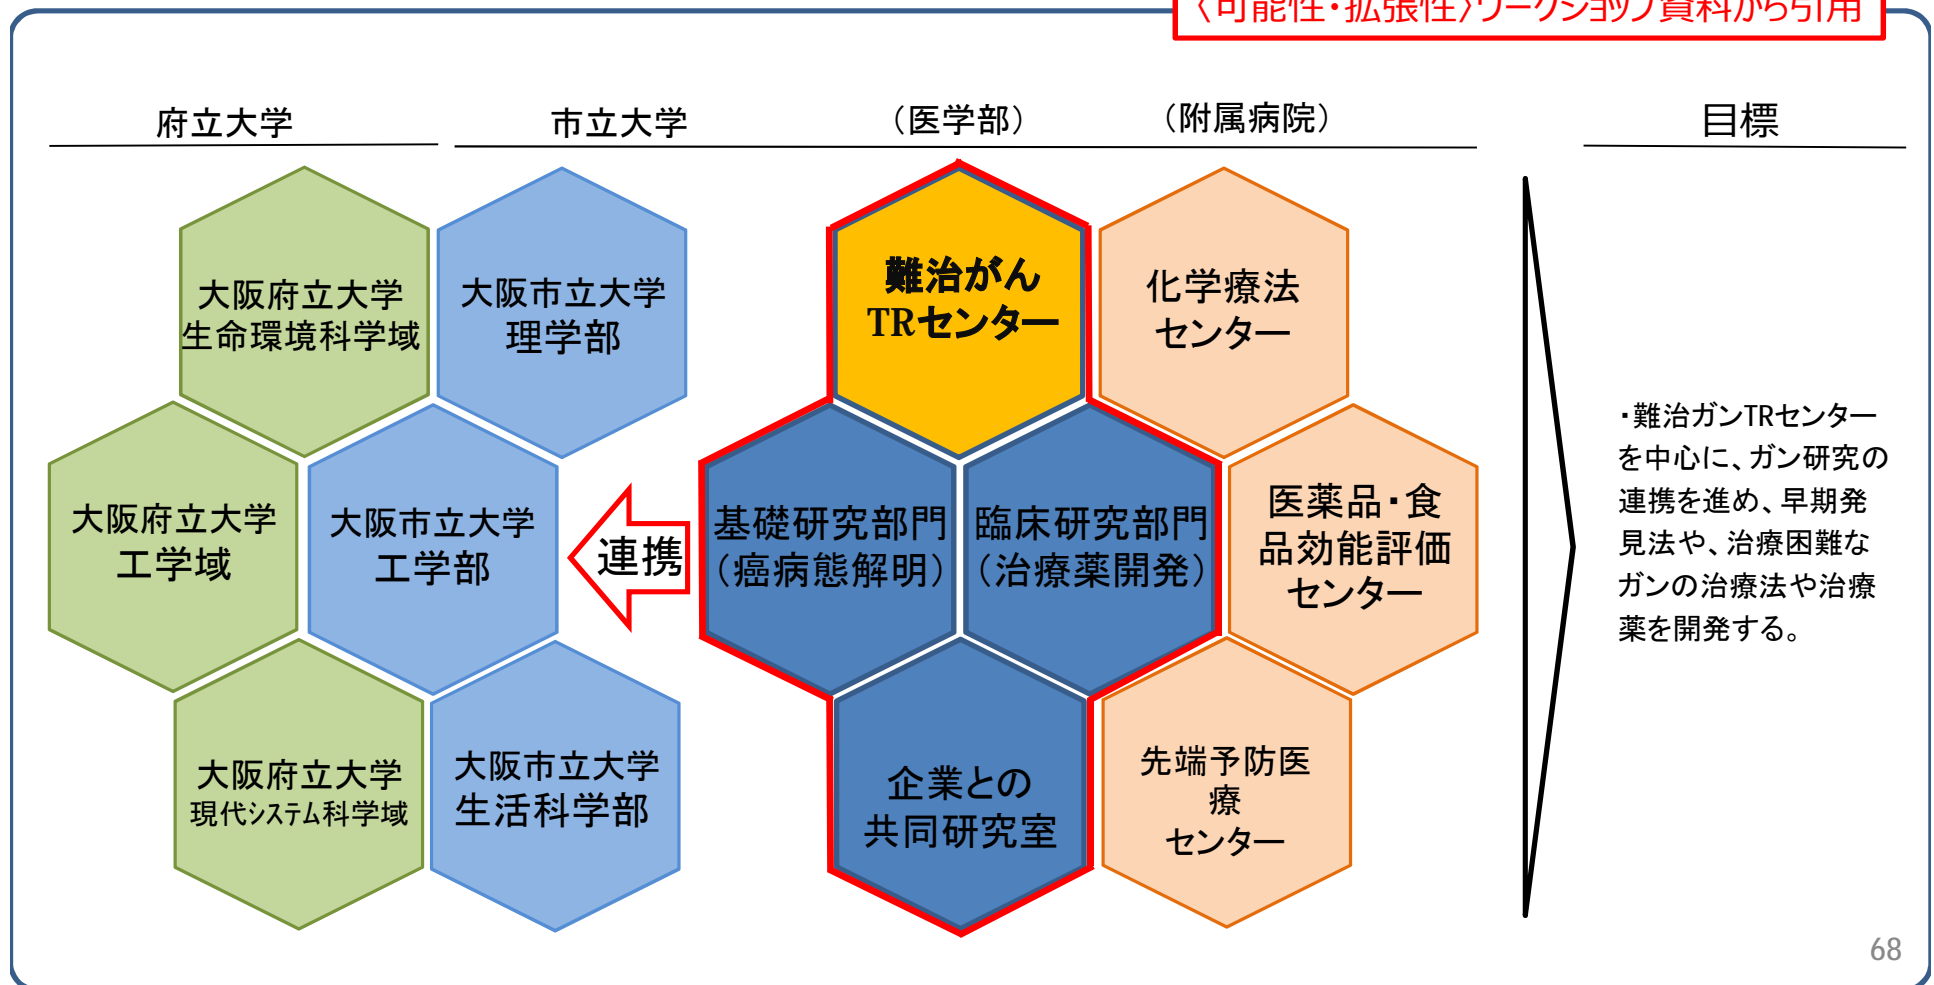 〈可能性・拡張性〉ワークショップ資料から引用
府立大学
市立大学
（医学部）
（附属病院）
目標
大阪府立大学
生命環境科学域
大阪市立大学
理学部
難治がん
TRセンター
化学療法
センター
大阪府立大学
工学域
大阪市立大学
工学部
連携
基礎研究部門
（癌病態解明）
臨床研究部門
（治療薬開発）
医薬品・食
品効能評価
センター
大阪府立大学
現代システム科学域
大阪市立大学
生活科学部
企業との
共同研究室
先端予防医
療
センター
・難治ガンTRセンター
を中心に、ガン研究の
連携を進め、早期発
見法や、治療困難な
ガンの治療法や治療
薬を開発する。
68